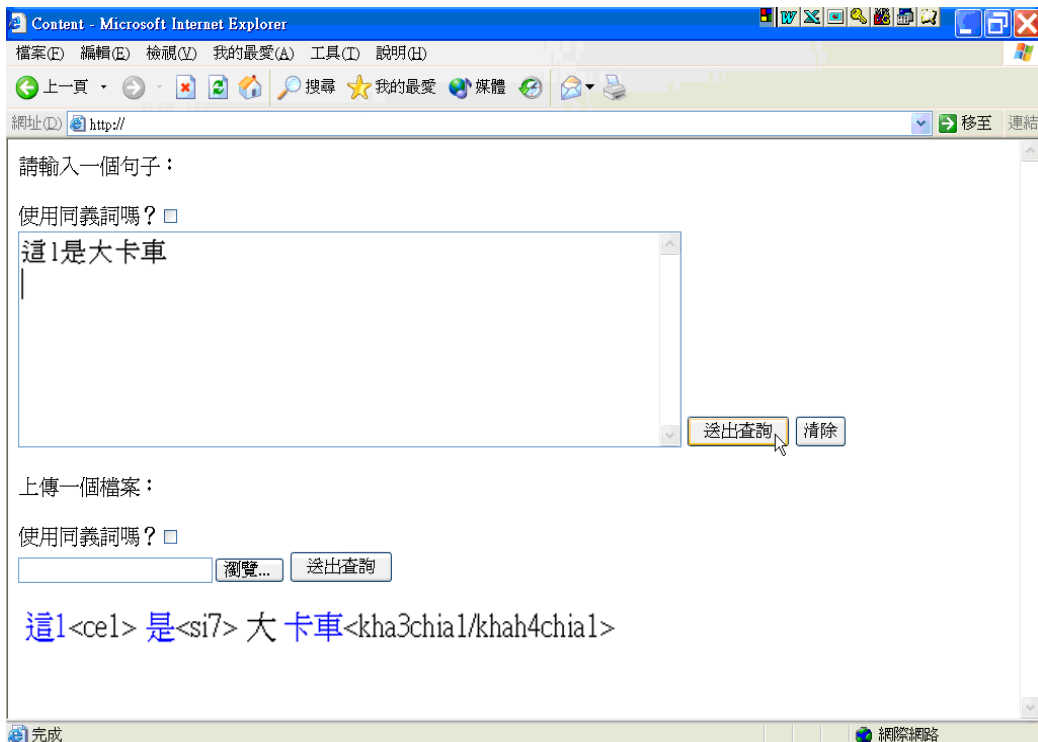 Content - Microsoft Internet Explorer
檔案(F) 編輯(E) 檢視(V) 我的最愛(A) 工具(T) 說明(H)
上一頁 搜尋 我的最愛 媒體
網址(D) http:// 移至 連結
請輸入一個句子：
使用同義詞嗎？
這1是大卡車
送出查詢 清除
上傳一個檔案：
使用同義詞嗎？
瀏覽... 送出查詢
這1<ce1> 是<si7> 大 卡車<kha3chia1/khah4chia1>
完成 網際網路